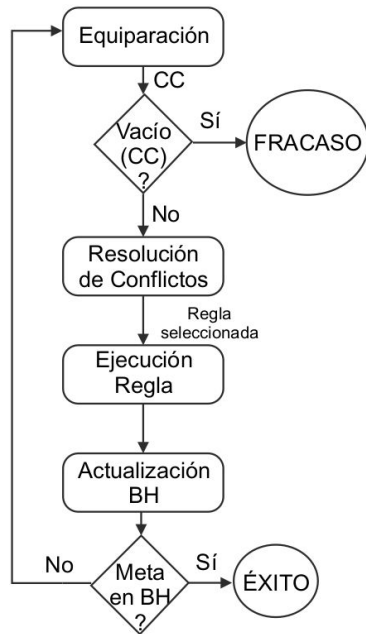 Equiparación
CC
Vacío
(CC)
?
Sí
FRACASO
No
Resolución
de Conflictos
Regla
seleccionada
Ejecución
Regla
Actualización
BH
No
Meta
en BH
?
Sí
ÉXITO